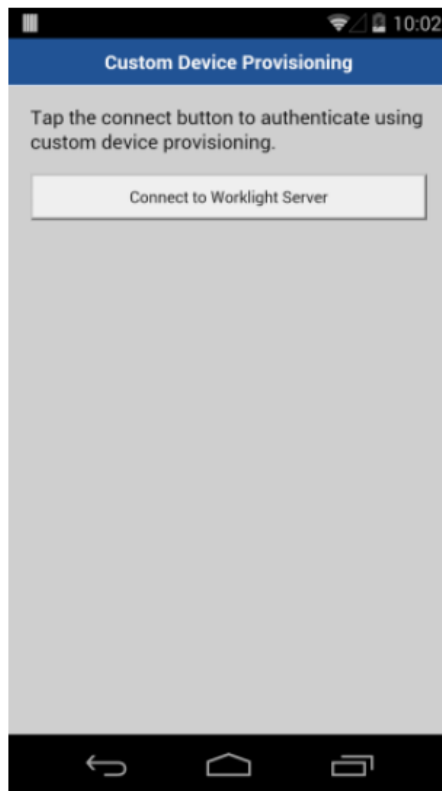 10:02
Custom Device Provisioning
Tap the connect button to authenticate using
custom device provisioning.
Connect to Worklight Server